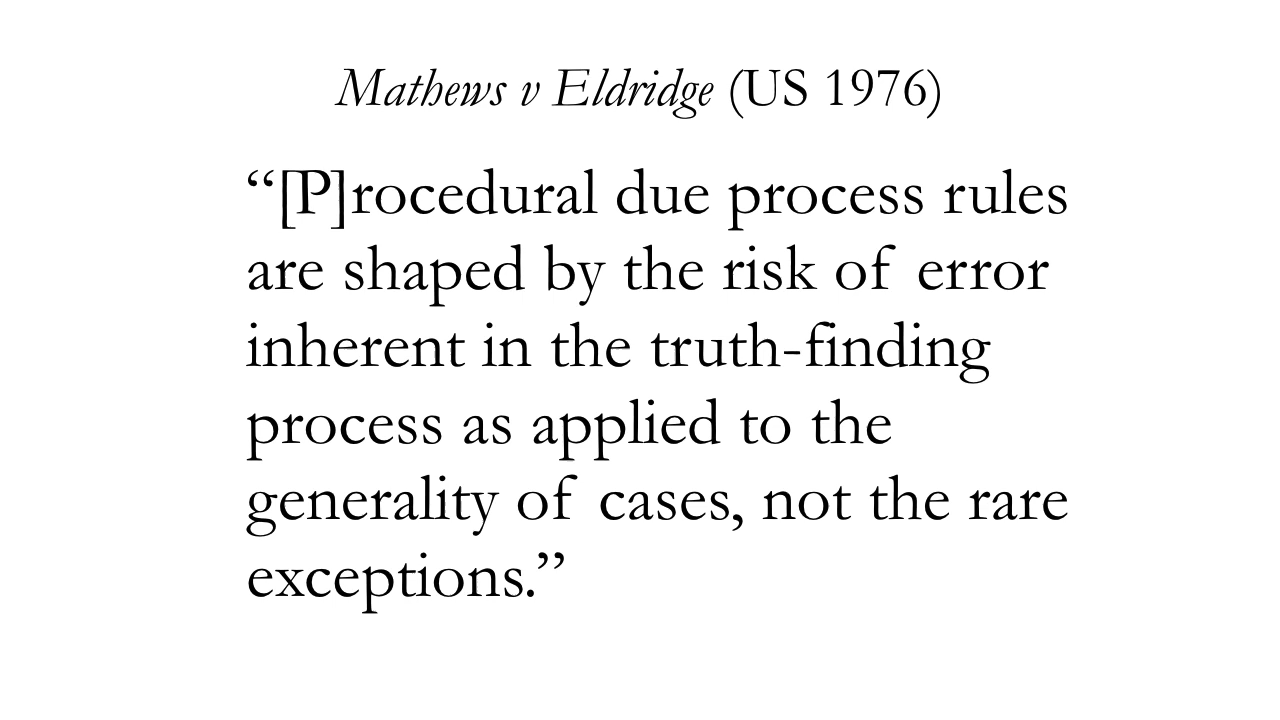 Mathews v Eldridge (US 1976)
“[P]rocedural due process rules
are shaped by the risk of error
inherent in the truth-finding
process as applied to the
generality of cases, not the rare
exceptions.”